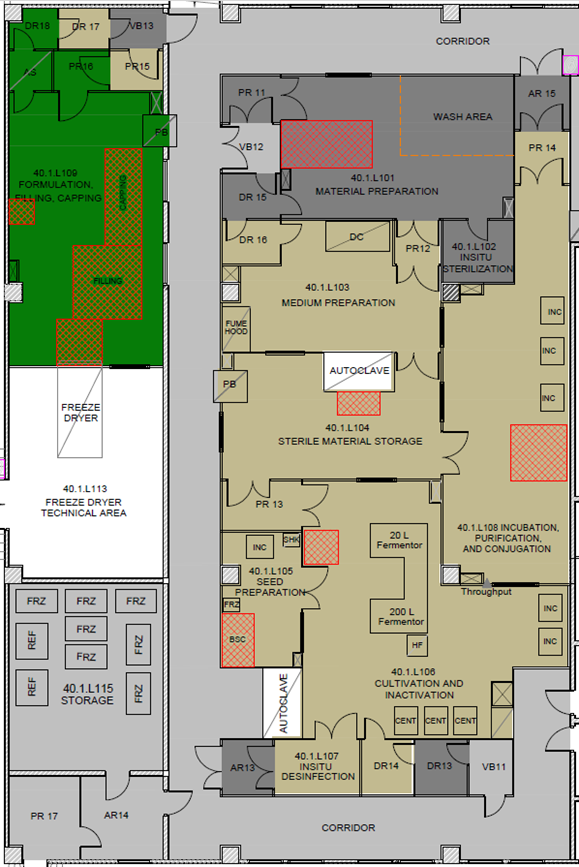 DR18
DR 17
VB13
AS
PR16
PR15
PB
40.1.L109
FORMULATION,
FILLING, CAPPING
CAPPING
FILLING
FREEZE
DRYER
40.1.L113
FREEZE DRYER
TECHNICAL AREA
FRZ
FRZ
FRZ
REF
FRZ
FRZ
FRZ
REF
FRZ
40.1.L115
STORAGE
PR 17
AR14
CORRIDOR
PR 11
WASH AREA
AR 15
VB12
PR 14
40.1.L101
MATERIAL PREPARATION
DR 15
DR 16
DC
PR12
40.1.L102
INSITU
STERILIZATION
40.1.L103
MEDIUM PREPARATION
FUME
HOOD
INC
INC
INC
PB
AUTOCLAVE
40.1.L104
STERILE MATERIAL STORAGE
PR 13
40.1.L108 INCUBATION,
PURIFICATION,
AND CONJUGATION
Throughput
INC
SHK
40.1.L105
SEED
PREPARATION
FRZ
BSC
20 L
Fermentor
200 L
Fermentor
HF
INC
INC
40.1.L106
CULTIVATION AND
INACTIVATION
AUTOCLAVE
CENT
CENT
CENT
AR13
40.1.L107
INSITU
DESINFECTION
DR14
DR13
VB11
CORRIDOR